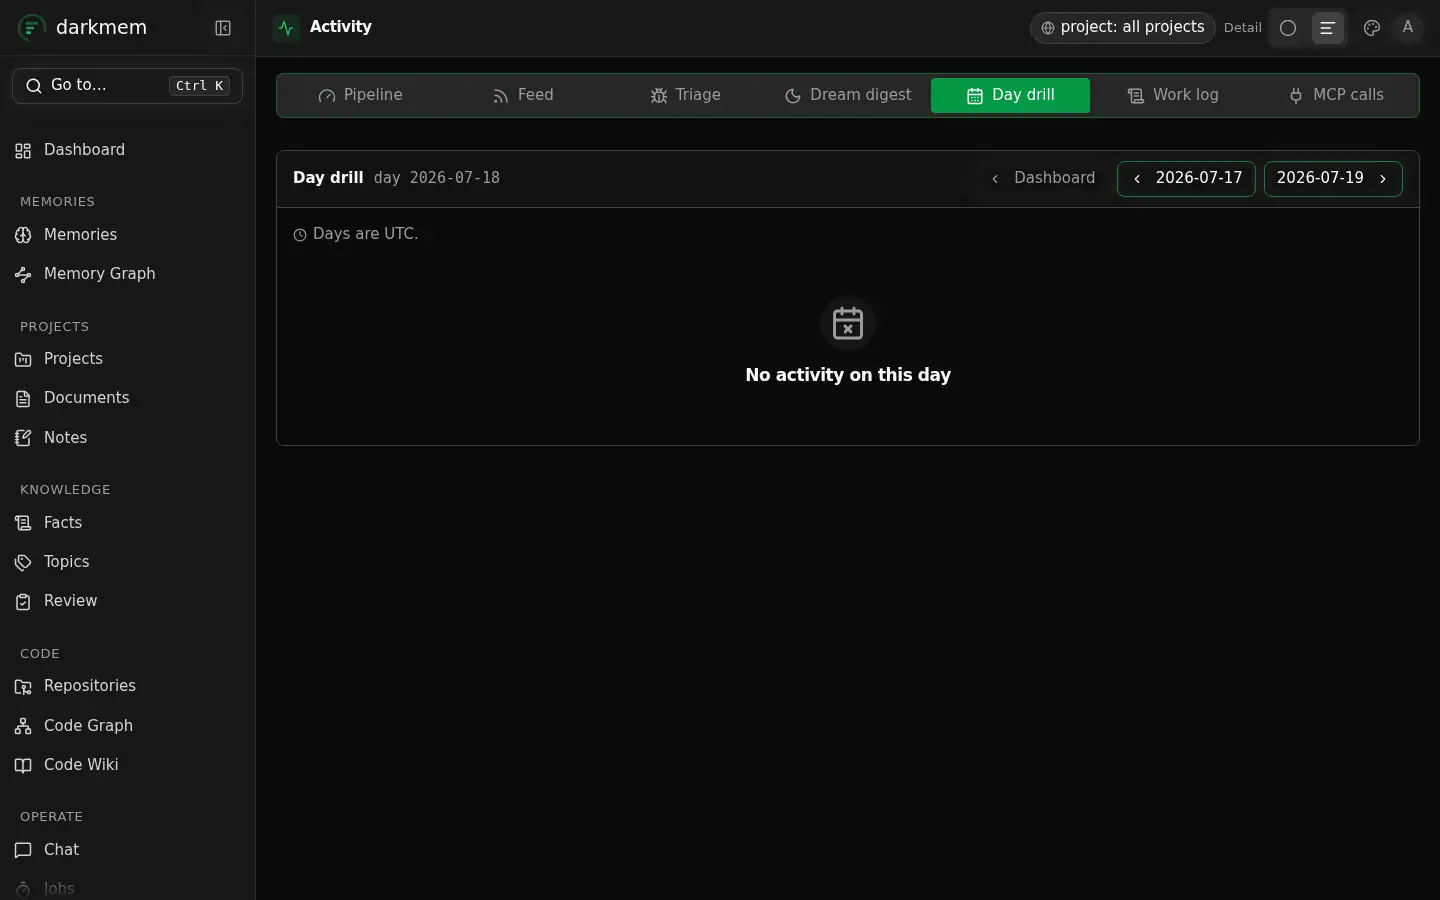 darkmem
Go to...
Ctrl K
Dashboard
MEMORIES
Memories
Memory Graph
PROJECTS
Projects
Documents
Notes
KNOWLEDGE
Facts
Topics
Review
CODE
Repositories
Code Graph
Code Wiki
OPERATE
Chat
Jobs
Activity
project: all projects
Detail
A
Pipeline
Feed
Triage
Dream digest
Day drill
Work log
MCP calls
Day drill day 2026-07-18
Dashboard
2026-07-17
2026-07-19
Days are UTC.
No activity on this day